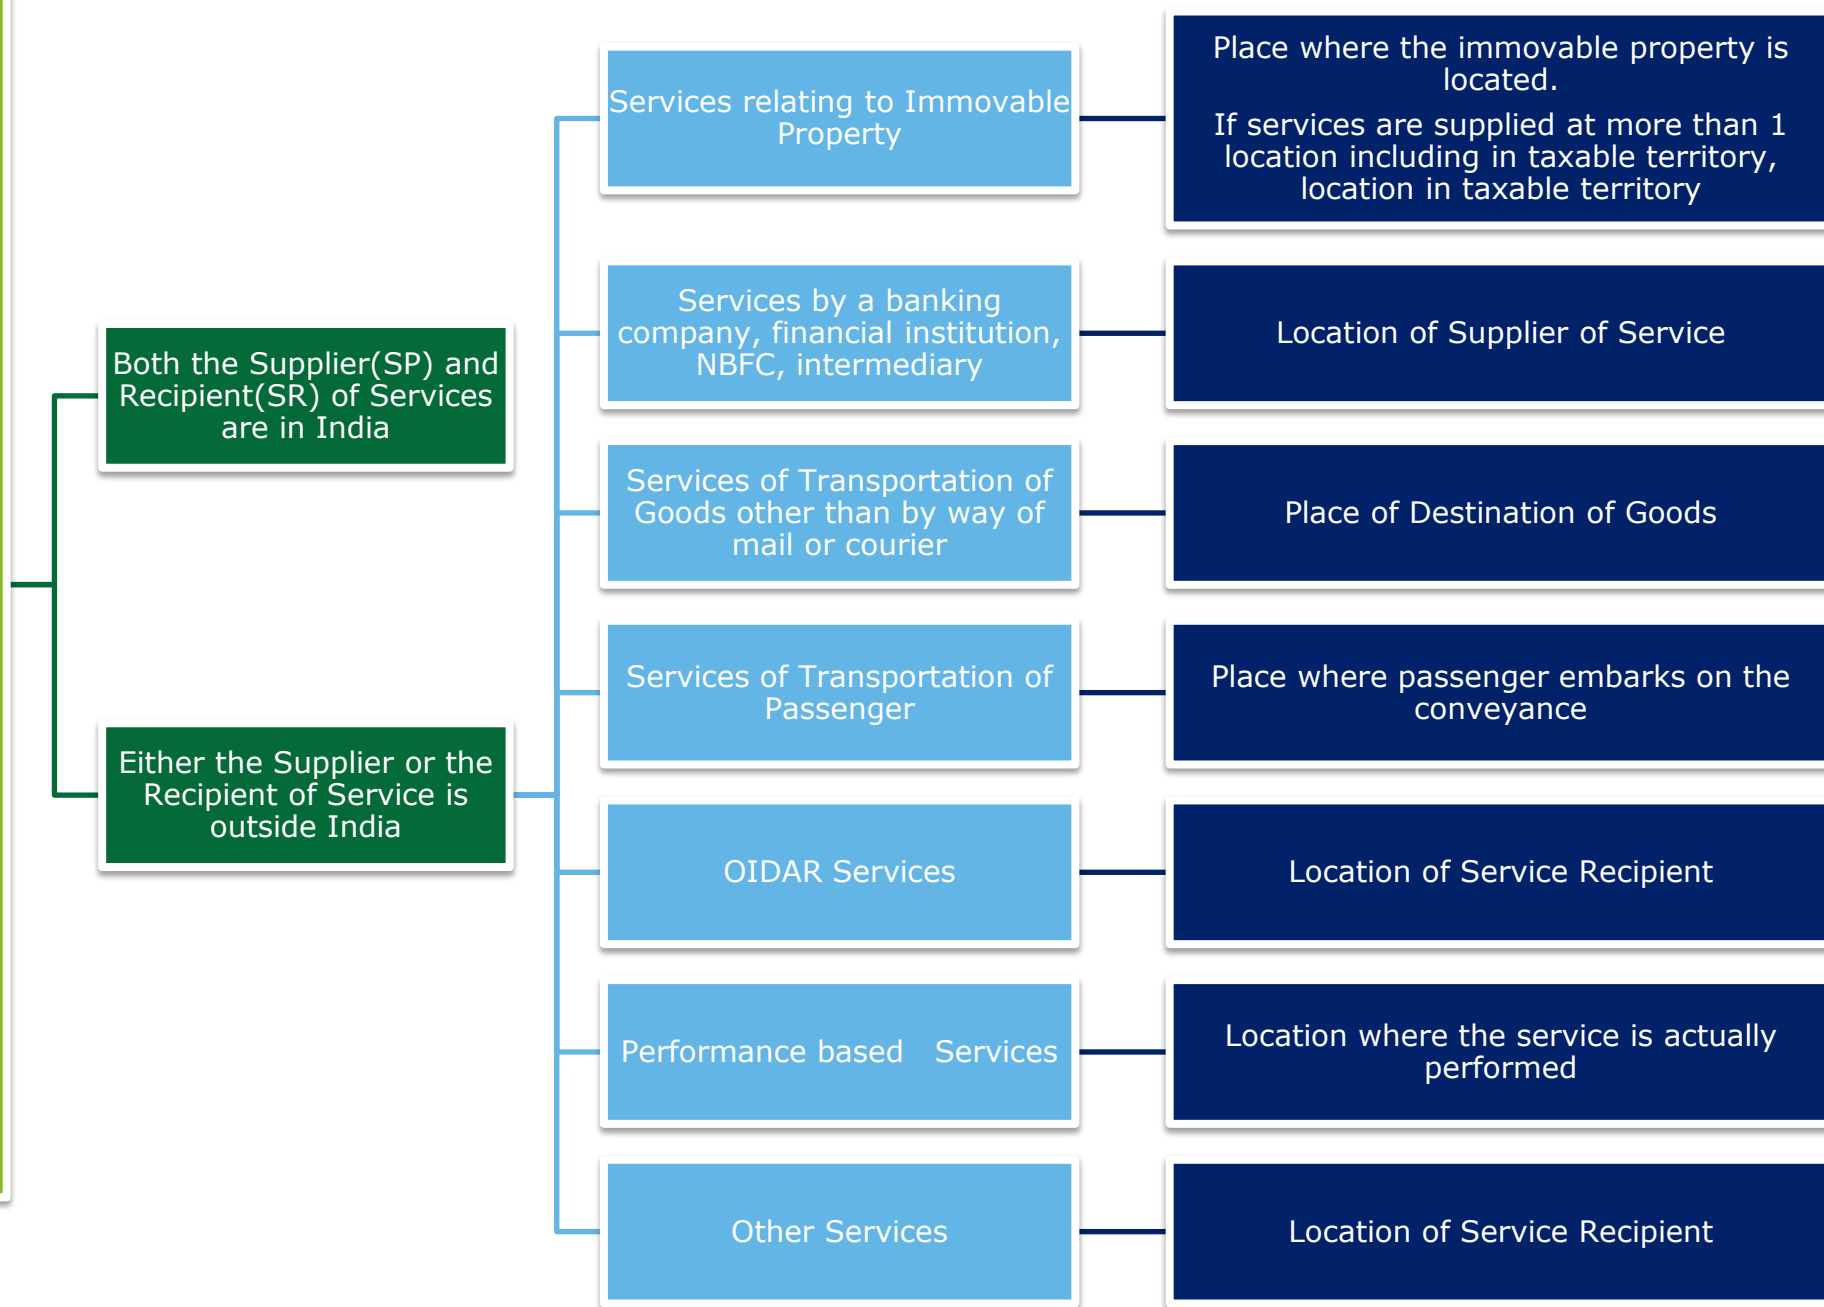 Both the Supplier(SP) and
Recipient(SR) of Services
are in India
Either the Supplier or the
Recipient of Service is
outside India
Services relating to Immovable
Property
Place where the immovable property is
located.
If services are supplied at more than 1
location including in taxable territory,
location in taxable territory
Services by a banking
company, financial institution,
NBFC, intermediary
Location of Supplier of Service
Services of Transportation of
Goods other than by way of
mail or courier
Place of Destination of Goods
Services of Transportation of
Passenger
Place where passenger embarks on the
conveyance
OIDAR Services
Location of Service Recipient
Performance based Services
Location where the service is actually
performed
Other Services
Location of Service Recipient